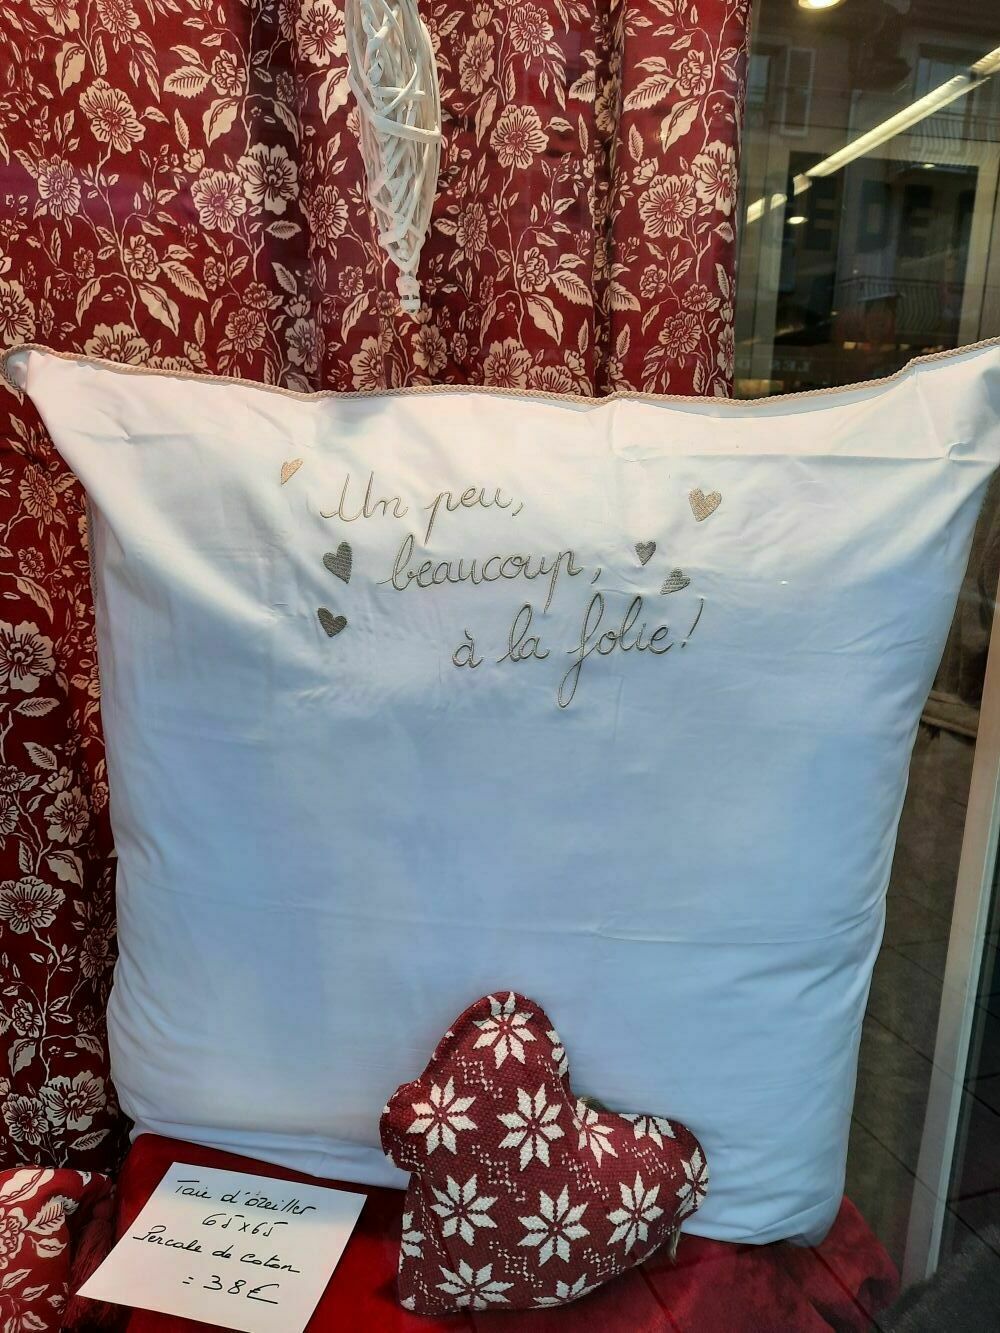 Un peu,
beaucoup,
à la folie!
Taie d'oreiller
65x65
Percale de coton
= 38€